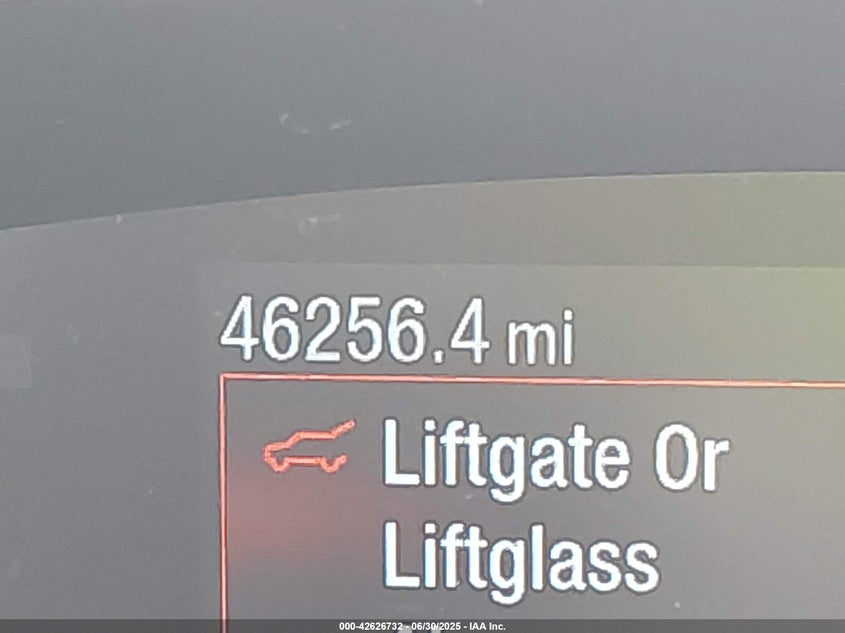 46256.4 mi
Liftgate Or
Liftglass
000-42626732 - 06/30/2025 - IAA Inc.